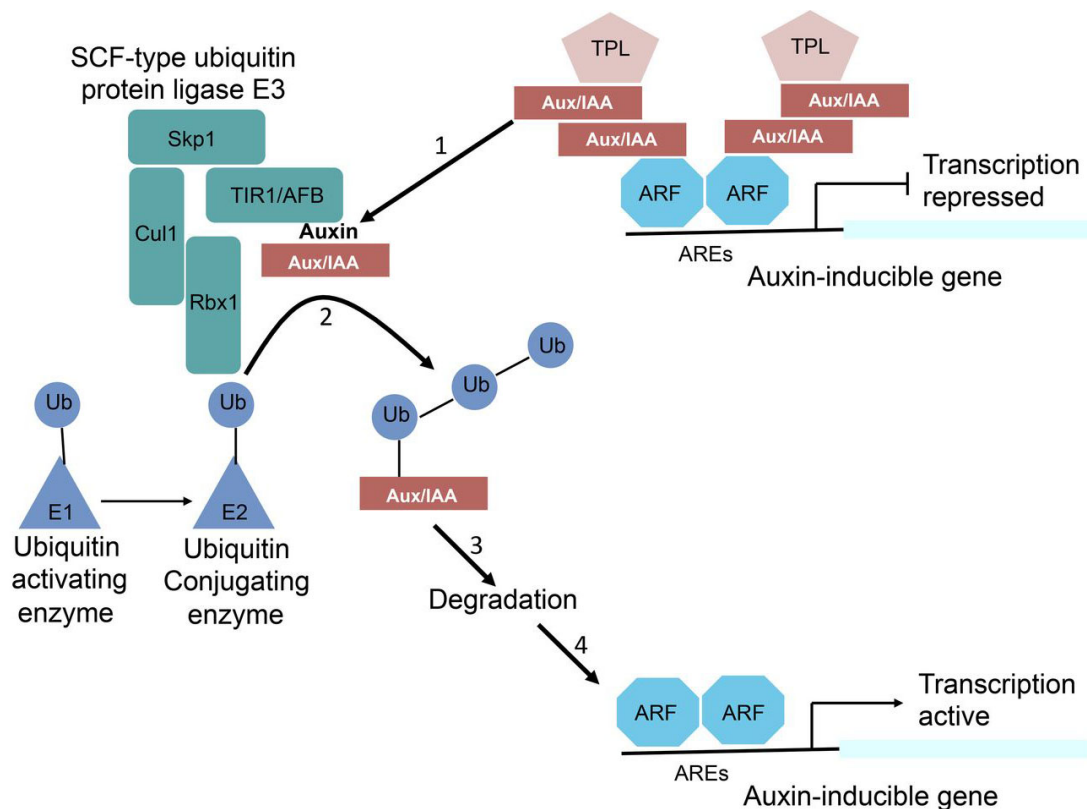 SCF-type ubiquitin
protein ligase E3
Skp1
TIR1/AFB
Cul1
Auxin
Aux/IAA
Rbx1
1
TPL
TPL
Aux/IAA
Aux/IAA
Aux/IAA
Aux/IAA
ARF
ARF
Transcription
repressed
AREs
Auxin-inducible gene
2
Ub
Ub
Ub
Ub
Ub
E1
E2
Aux/IAA
Ubiquitin
activating
enzyme
Ubiquitin
Conjugating
enzyme
3
Degradation
4
ARF
ARF
Transcription
active
AREs
Auxin-inducible gene